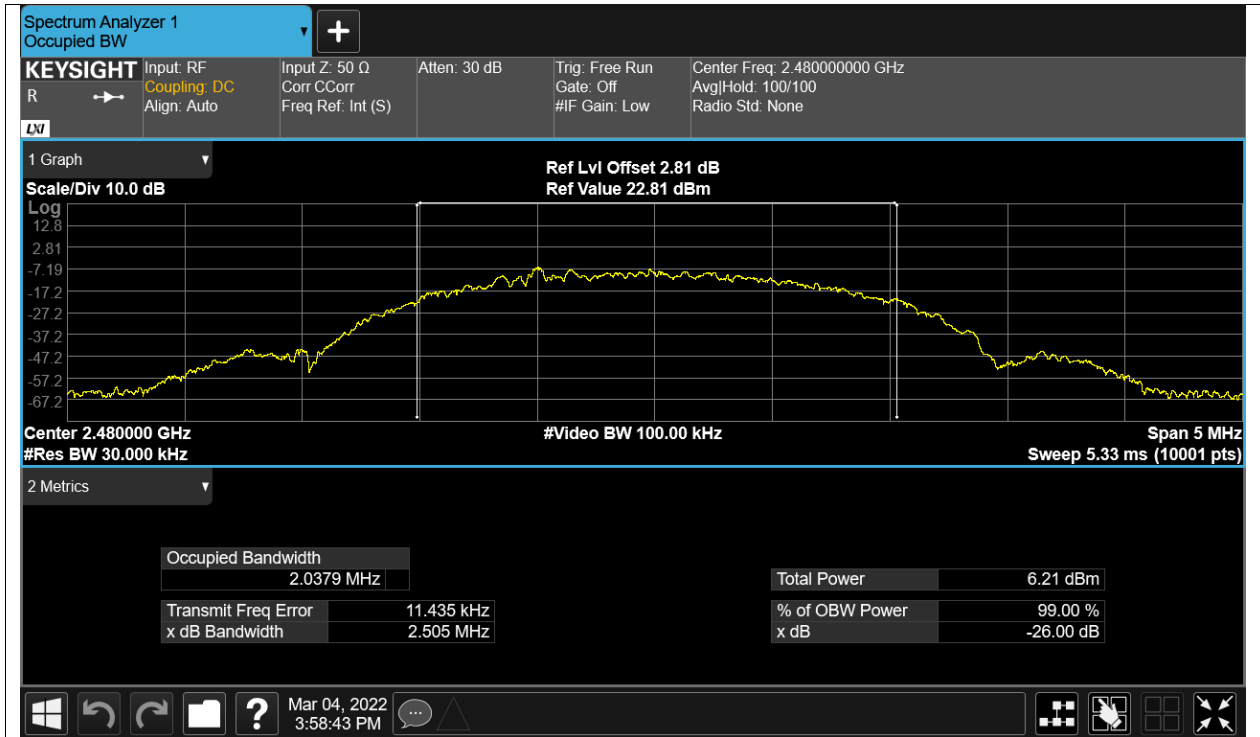 Spectrum Analyzer 1
Occupied BW
KEYSIGHT
R
LXI
Input: RF
Coupling: DC
Align: Auto
Input Z: 50 Ω
Corr CCorr
Freq Ref: Int (S)
Atten: 30 dB
Trig: Free Run
Gate: Off
#IF Gain: Low
Center Freq: 2.480000000 GHz
Avg|Hold: 100/100
Radio Std: None
1 Graph
Scale/Div 10.0 dB
Ref Lvl Offset 2.81 dB
Ref Value 22.81 dBm
Log
12.8
2.81
-7.19
-17.2
-27.2
-37.2
-47.2
-57.2
-67.2
Center 2.480000 GHz
#Video BW 100.00 kHz
Span 5 MHz
#Res BW 30.000 kHz
Sweep 5.33 ms (10001 pts)
2 Metrics
Occupied Bandwidth
2.0379 MHz
Total Power 6.21 dBm
Transmit Freq Error 11.435 kHz
% of OBW Power 99.00 %
x dB Bandwidth 2.505 MHz
x dB -26.00 dB
?
Mar 04, 2022
3:58:43 PM